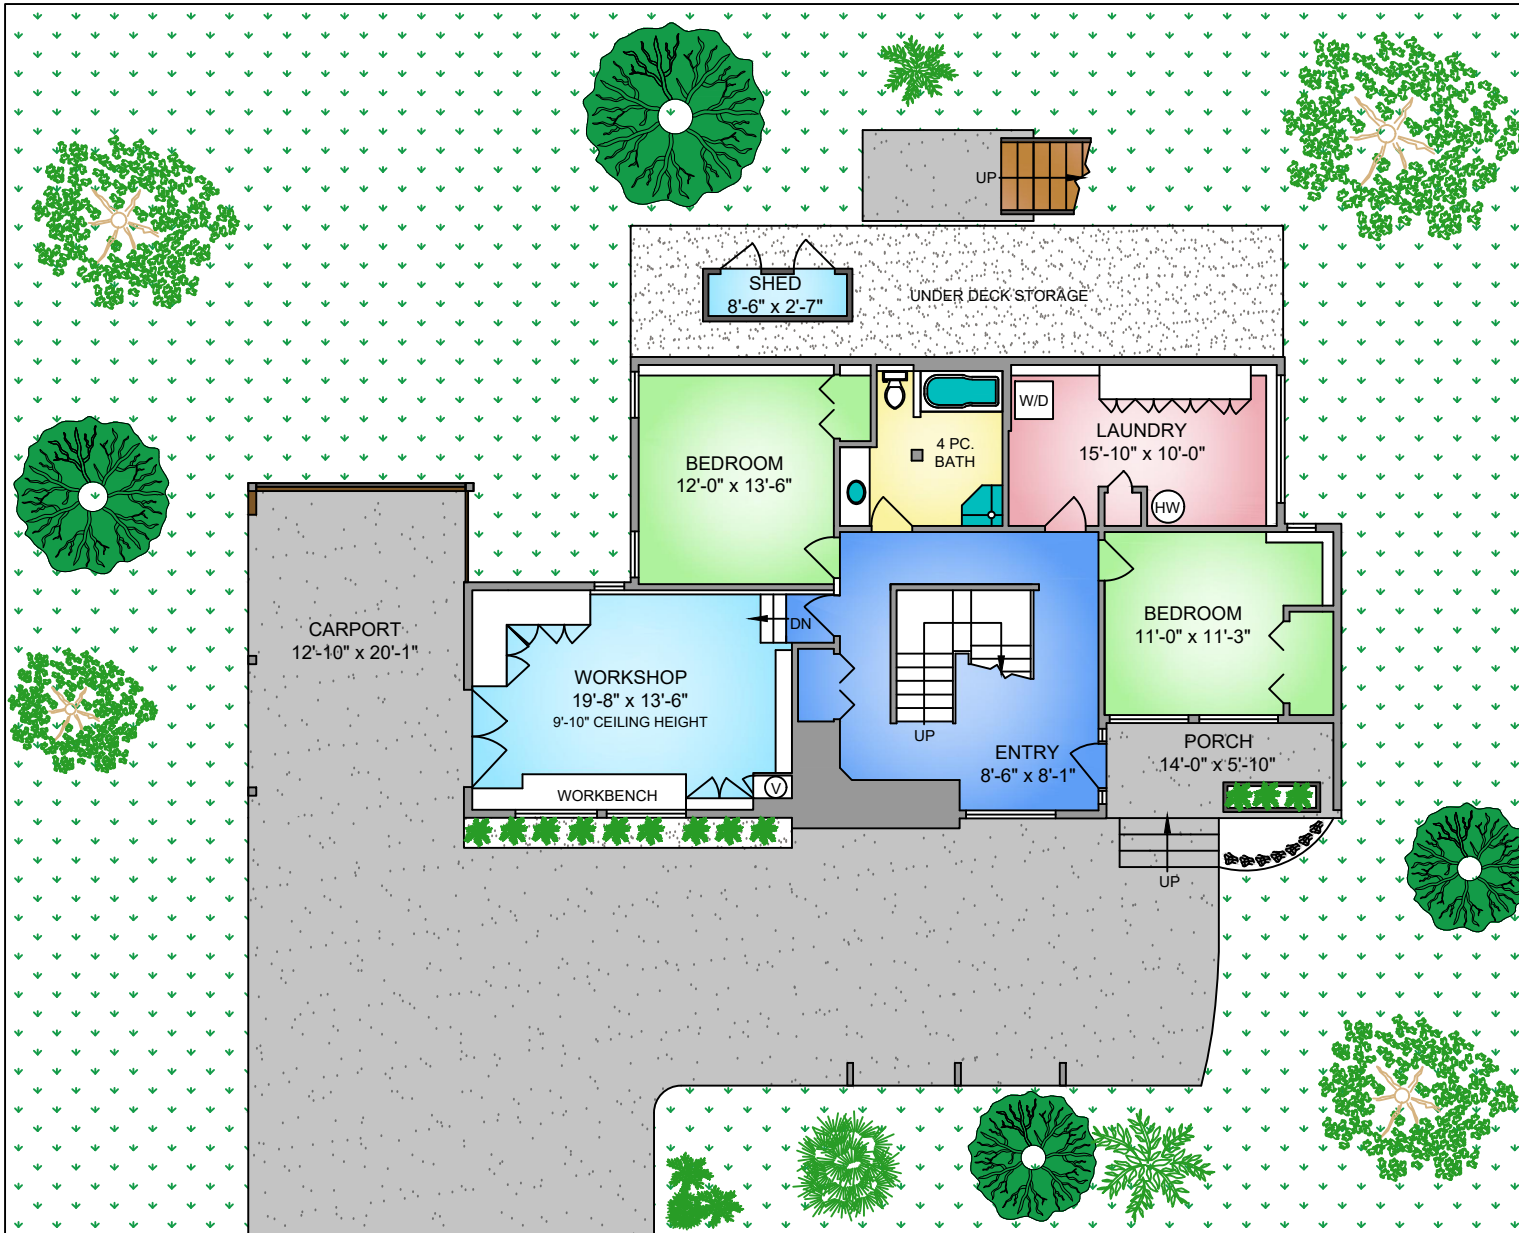 UP
SHED
8'-6" x 2'-7"
UNDER DECK STORAGE
W/D
LAUNDRY
15'-10" x 10'-0"
4 PC.
BATH
BEDROOM
12'-0" x 13'-6"
HW
CARPORT
12'-10" x 20'-1"
DN
BEDROOM
11'-0" x 11'-3"
WORKSHOP
19'-8" x 13'-6"
9'-10" CEILING HEIGHT
UP
ENTRY
8'-6" x 8'-1"
PORCH
14'-0" x 5'-10"
WORKBENCH
V
UP